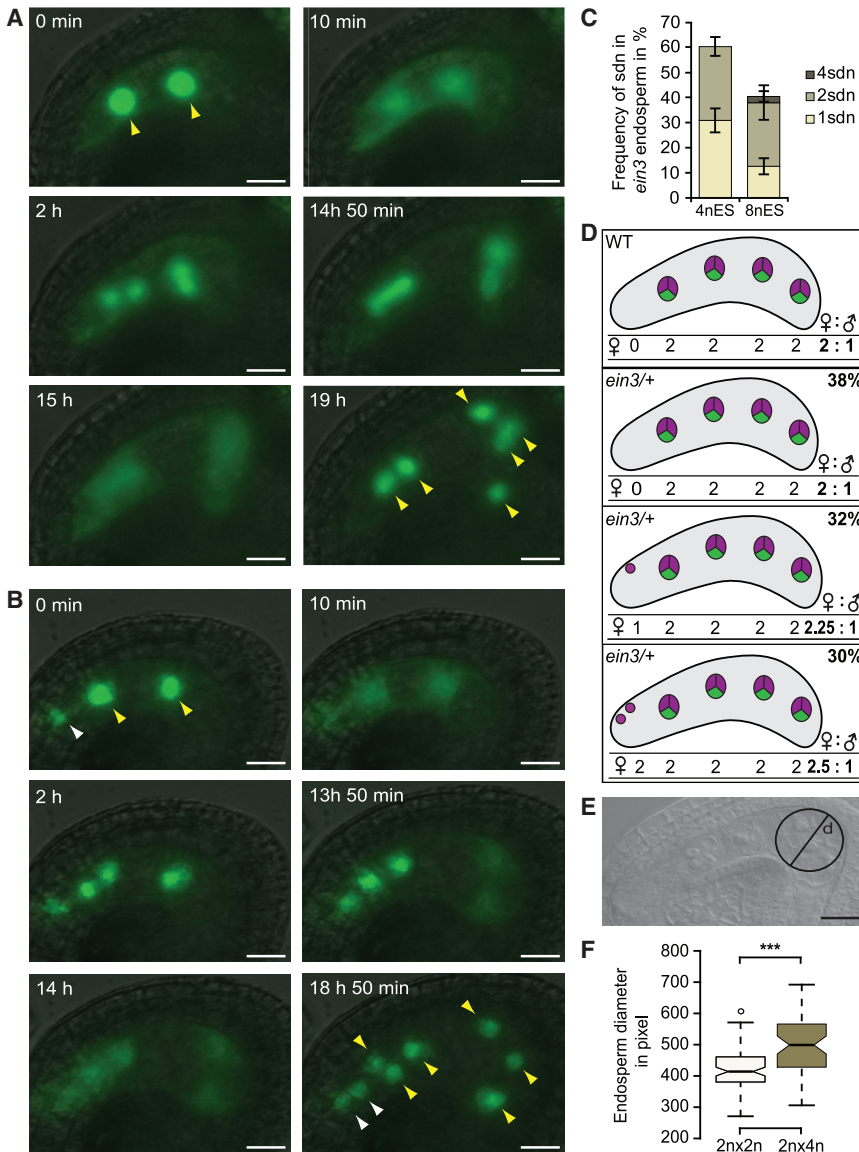 A
0 min
10 min
2 h
14h 50 min
15 h
19 h
B
0 min
10 min
2 h
13h 50 min
14 h
18 h 50 min
C
Frequency of sdn in
ein3 endosperm in %
70
60
50
40
30
20
10
0
4nES 8nES
4sdn
2sdn
1sdn
D
WT
♀:♂
♀ 0 2 2 2 2 2 : 1
ein3/+ 38%
♀:♂
♀ 0 2 2 2 2 2 : 1
ein3/+ 32%
♀:♂
♀ 1 2 2 2 2 2.25 : 1
ein3/+ 30%
♀:♂
♀ 2 2 2 2 2 2.5 : 1
E
d
F
Endosperm diameter
in pixel
800
700
600
500
400
300
200
***
2nx2n 2nx4n